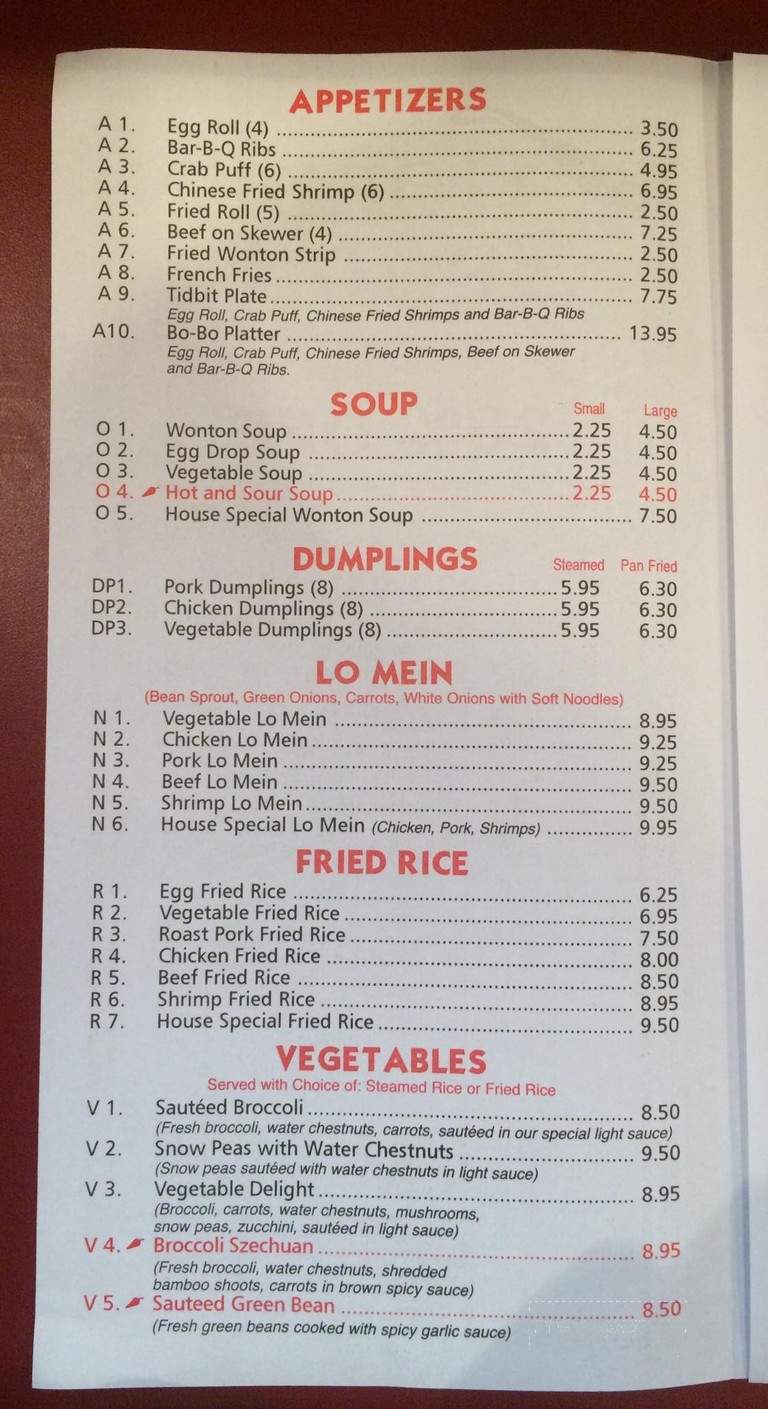 APPETIZERS
A 1. Egg Roll (4) 3.50
A 2. Bar-B-Q Ribs 6.25
A 3. Crab Puff (6) 4.95
A 4. Chinese Fried Shrimp (6) 6.95
A 5. Fried Roll (5) 2.50
A 6. Beef on Skewer (4) 7.25
A 7. Fried Wonton Strip 2.50
A 8. French Fries 2.50
A 9. Tidbit Plate 7.75
Egg Roll, Crab Puff, Chinese Fried Shrimps and Bar-B-Q Ribs
A10. Bo-Bo Platter 13.95
Egg Roll, Crab Puff, Chinese Fried Shrimps, Beef on Skewer
and Bar-B-Q Ribs.
SOUP Small Large
O 1. Wonton Soup 2.25 4.50
O 2. Egg Drop Soup 2.25 4.50
O 3. Vegetable Soup 2.25 4.50
O 4. Hot and Sour Soup 2.25 4.50
O 5. House Special Wonton Soup 7.50
DUMPLINGS Steamed Pan Fried
DP1. Pork Dumplings (8) 5.95 6.30
DP2. Chicken Dumplings (8) 5.95 6.30
DP3. Vegetable Dumplings (8) 5.95 6.30
LO MEIN
(Bean Sprout, Green Onions, Carrots, White Onions with Soft Noodles)
N 1. Vegetable Lo Mein 8.95
N 2. Chicken Lo Mein 9.25
N 3. Pork Lo Mein 9.25
N 4. Beef Lo Mein 9.50
N 5. Shrimp Lo Mein 9.50
N 6. House Special Lo Mein (Chicken, Pork, Shrimps) 9.95
FRIED RICE
R 1. Egg Fried Rice 6.25
R 2. Vegetable Fried Rice 6.95
R 3. Roast Pork Fried Rice 7.50
R 4. Chicken Fried Rice 8.00
R 5. Beef Fried Rice 8.50
R 6. Shrimp Fried Rice 8.95
R 7. House Special Fried Rice 9.50
VEGETABLES
Served with Choice of: Steamed Rice or Fried Rice
V 1. Sautéed Broccoli 8.50
(Fresh broccoli, water chestnuts, carrots, sautéed in our special light sauce)
V 2. Snow Peas with Water Chestnuts 9.50
(Snow peas sautéed with water chestnuts in light sauce)
V 3. Vegetable Delight 8.95
(Broccoli, carrots, water chestnuts, mushrooms,
snow peas, zucchini, sautéed in light sauce)
V 4. Broccoli Szechuan 8.95
(Fresh broccoli, water chestnuts, shredded
bamboo shoots, carrots in brown spicy sauce)
V 5. Sauteed Green Bean 8.50
(Fresh green beans cooked with spicy garlic sauce)